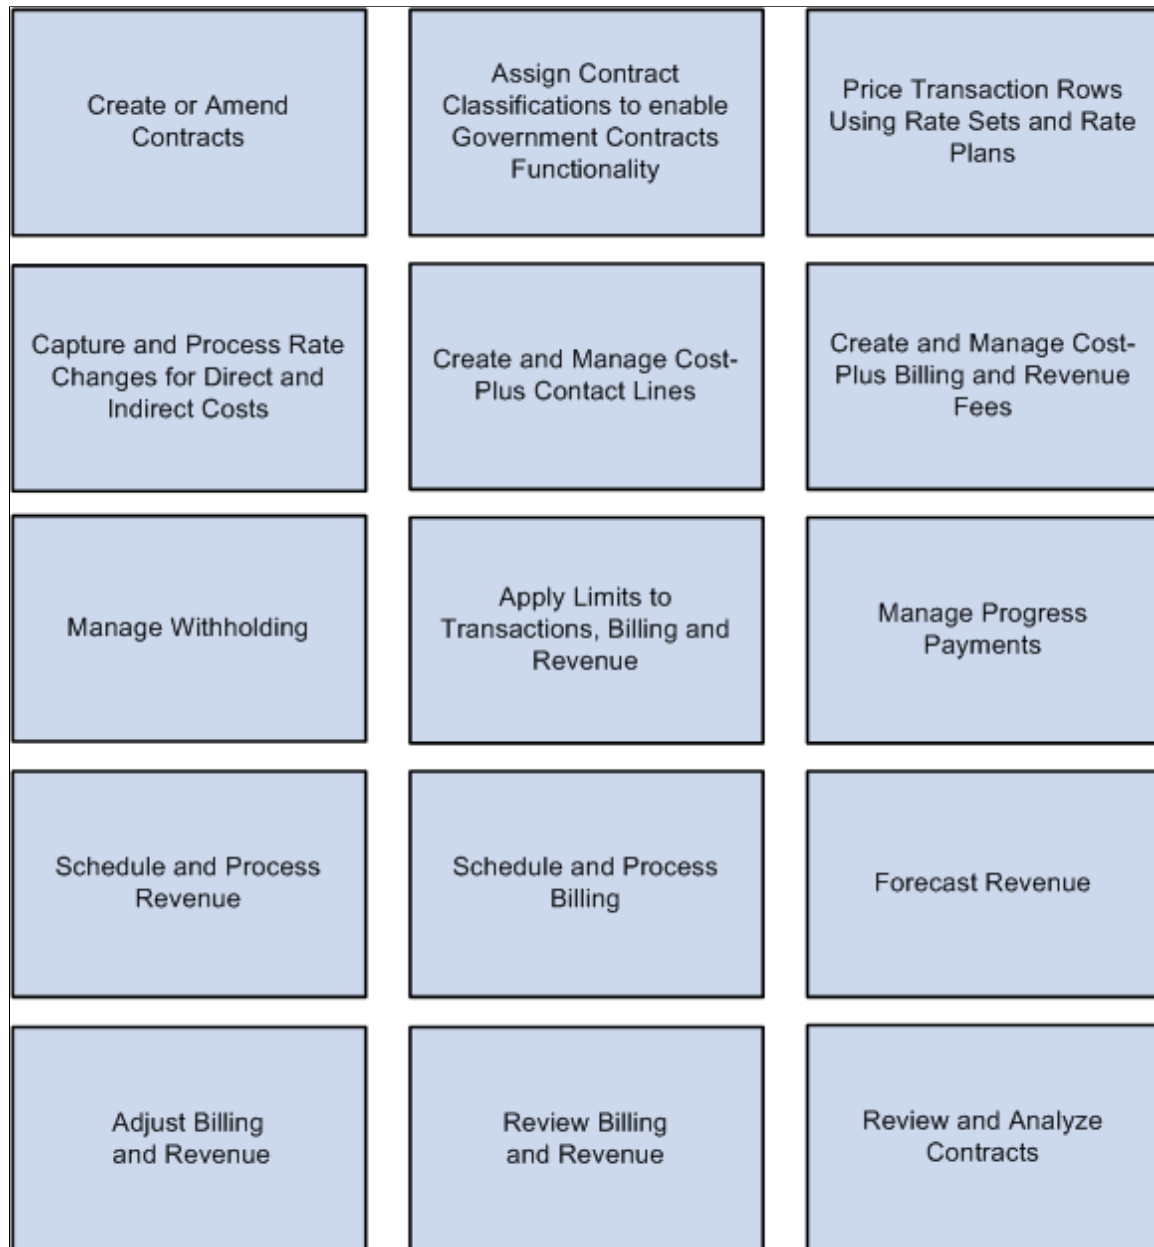 Create or Amend
Contracts
Assign Contract
Classifications to enable
Government Contracts
Functionality
Price Transaction Rows
Using Rate Sets and Rate
Plans
Capture and Process Rate
Changes for Direct and
Indirect Costs
Create and Manage Cost-
Plus Contact Lines
Create and Manage Cost-
Plus Billing and Revenue
Fees
Manage Withholding
Apply Limits to
Transactions, Billing and
Revenue
Manage Progress
Payments
Schedule and Process
Revenue
Schedule and Process
Billing
Forecast Revenue
Adjust Billing
and Revenue
Review Billing
and Revenue
Review and Analyze
Contracts